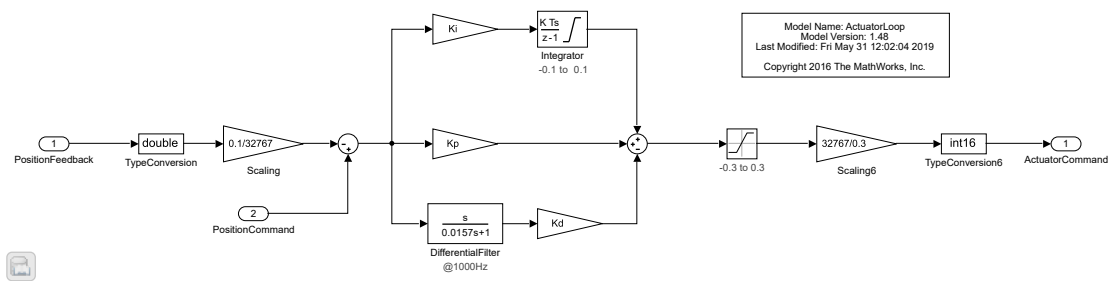 Model Name: ActuatorLoop
Model Version: 1.48
Last Modified: Fri May 31 12:02:04 2019
Copyright 2016 The MathWorks, Inc.
Ki
K Ts
z-1
Integrator
-0.1 to 0.1
1
PositionFeedback
double
TypeConversion
0.1/32767
Scaling
2
PositionCommand
Kp
s
0.0157s+1
DifferentialFilter
@1000Hz
Kd
-0.3 to 0.3
32767/0.3
Scaling6
int16
TypeConversion6
1
ActuatorCommand